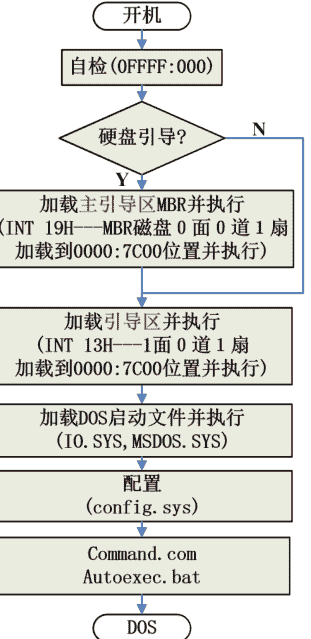 开机
自检(0FFFF:000)
硬盘引导?
N
Y
加载主引导区MBR并执行
(INT 19H---MBR磁盘0面0道1扇
加载到0000:7C00位置并执行)
加载引导区并执行
(INT 13H---1面0道1扇
加载到0000:7C00位置并执行)
加载DOS启动文件并执行
(IO.SYS,MSDOS.SYS)
配置
(config.sys)
Command.com
Autoexec.bat
DOS